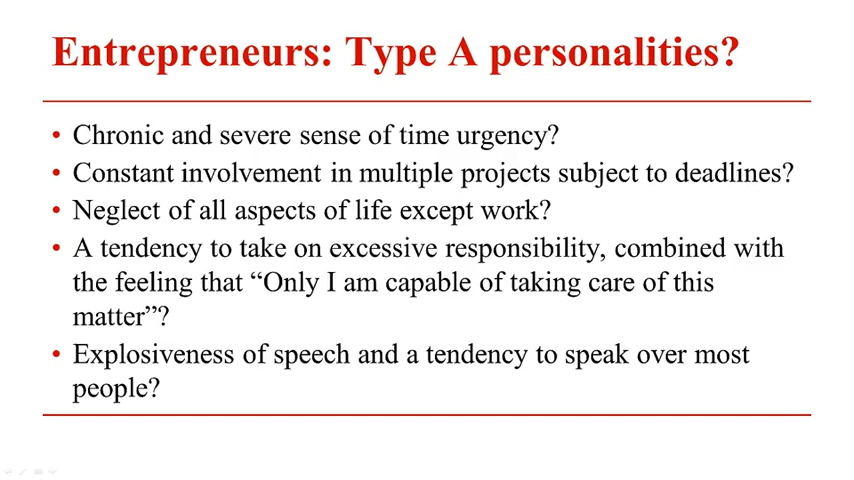 Entrepreneurs: Type A personalities?
• Chronic and severe sense of time urgency?
• Constant involvement in multiple projects subject to deadlines?
• Neglect of all aspects of life except work?
• A tendency to take on excessive responsibility, combined with
the feeling that “Only I am capable of taking care of this
matter”?
• Explosiveness of speech and a tendency to speak over most
people?